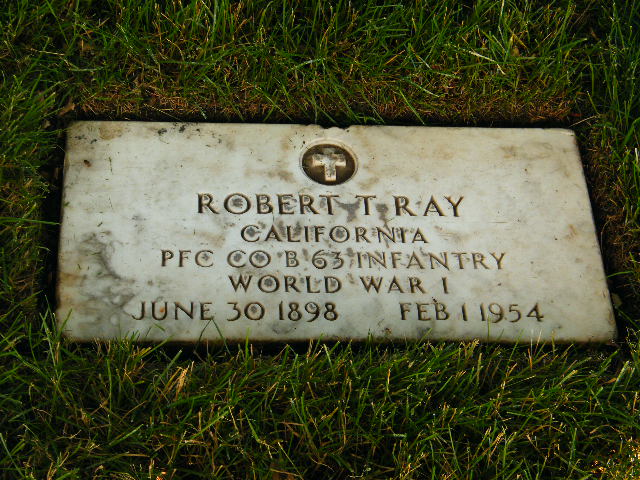 ROBERT T RAY
CALIFORNIA
PFC CO B 63 INFANTRY
WORLD WAR I
JUNE 30 1898 FEB 1 1954